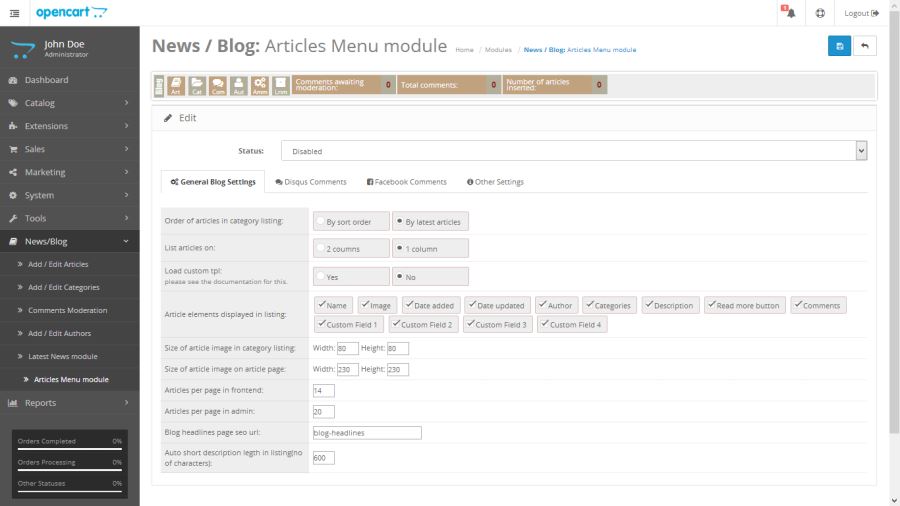 opencart
1
Logout
John Doe
Administrator
Dashboard
Catalog
Extensions
Sales
Marketing
System
Tools
News/Blog
Add / Edit Articles
Add / Edit Categories
Comments Moderation
Add / Edit Authors
Latest News module
Articles Menu module
Reports
Orders Completed 0%
Orders Processing 0%
Other Statuses 0%
News / Blog: Articles Menu module
Home / Modules / News / Blog: Articles Menu module
Blog Art Cat Com Aut Amm Lnm
Comments awaiting moderation: 0
Total comments: 0
Number of articles inserted: 0
Edit
Status: Disabled
General Blog Settings Disqus Comments Facebook Comments Other Settings
Order of articles in category listing: By sort order By latest articles
List articles on: 2 columns 1 column
Load custom tpl: Yes No
please see the documentation for this.
Article elements displayed in listing:
Name Image Date added Date updated Author Categories Description Read more button Comments
Custom Field 1 Custom Field 2 Custom Field 3 Custom Field 4
Size of article image in category listing: Width: 80 Height: 80
Size of article image on article page: Width: 230 Height: 230
Articles per page in frontend: 14
Articles per page in admin: 20
Blog headlines page seo url: blog-headlines
Auto short description legth in listing(no
of characters): 600